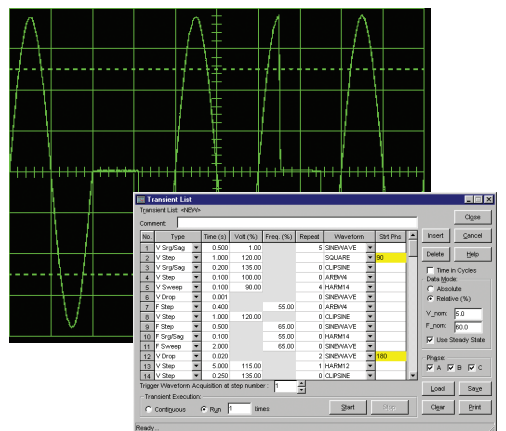 Transient List
Transient List: <NEW>
Comment:
Close
No. Type Time (s) Volt (%) Freq. (%) Repeat Waveform Strt Phs
1 V Srg/Sag 0.500 1.00 5 SINEWAVE
2 V Step 1.000 120.00 SQUARE 90
3 V Srg/Sag 0.200 135.00 0 CLIPSINE
4 V Step 0.100 100.00 0 ARBW4
5 V Sweep 0.100 90.00 4 HARM14
6 V Drop 0.001 0 SINEWAVE
7 F Step 0.400 55.00 0 ARBW4
8 V Step 1.000 120.00 0 CLIPSINE
9 F Step 0.500 65.00 0 SINEWAVE
10 F Srg/Sag 0.100 55.00 0 HARM14
11 F Sweep 2.000 65.00 0 SINEWAVE
12 V Drop 0.020 2 SINEWAVE 180
13 V Step 5.000 115.00 1 HARM12
14 V Step 0.250 135.00 0 CLIPSINE
Insert Cancel
Delete Help
Time in Cycles
Data Mode:
Absolute
Relative (%)
V_nom: 5.0
F_nom: 60.0
Use Steady State
Phase:
A B C
Trigger Waveform Acquisition at step number: 1
Load Save
Transient Execution:
Continuous Run 1 times Start Stop
Clear Print
Ready...